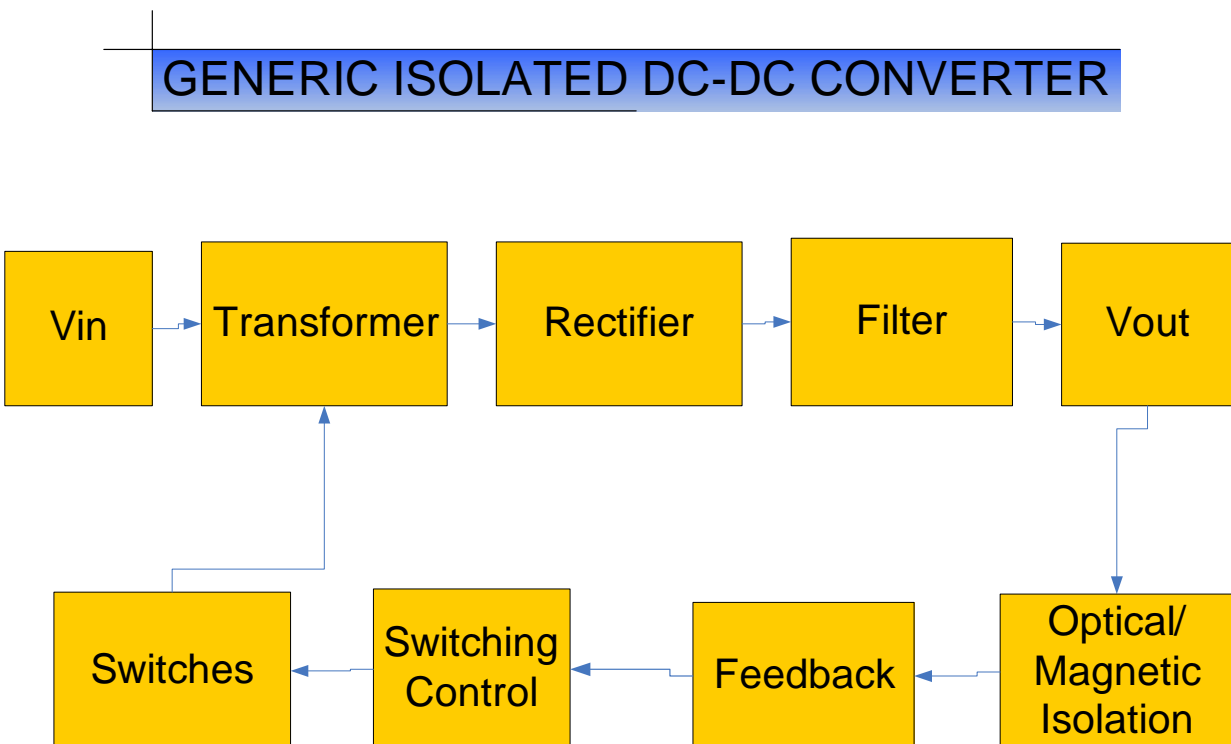 GENERIC ISOLATED DC-DC CONVERTER
Vin
Transformer
Rectifier
Filter
Vout
Switches
Switching
Control
Feedback
Optical/
Magnetic
Isolation